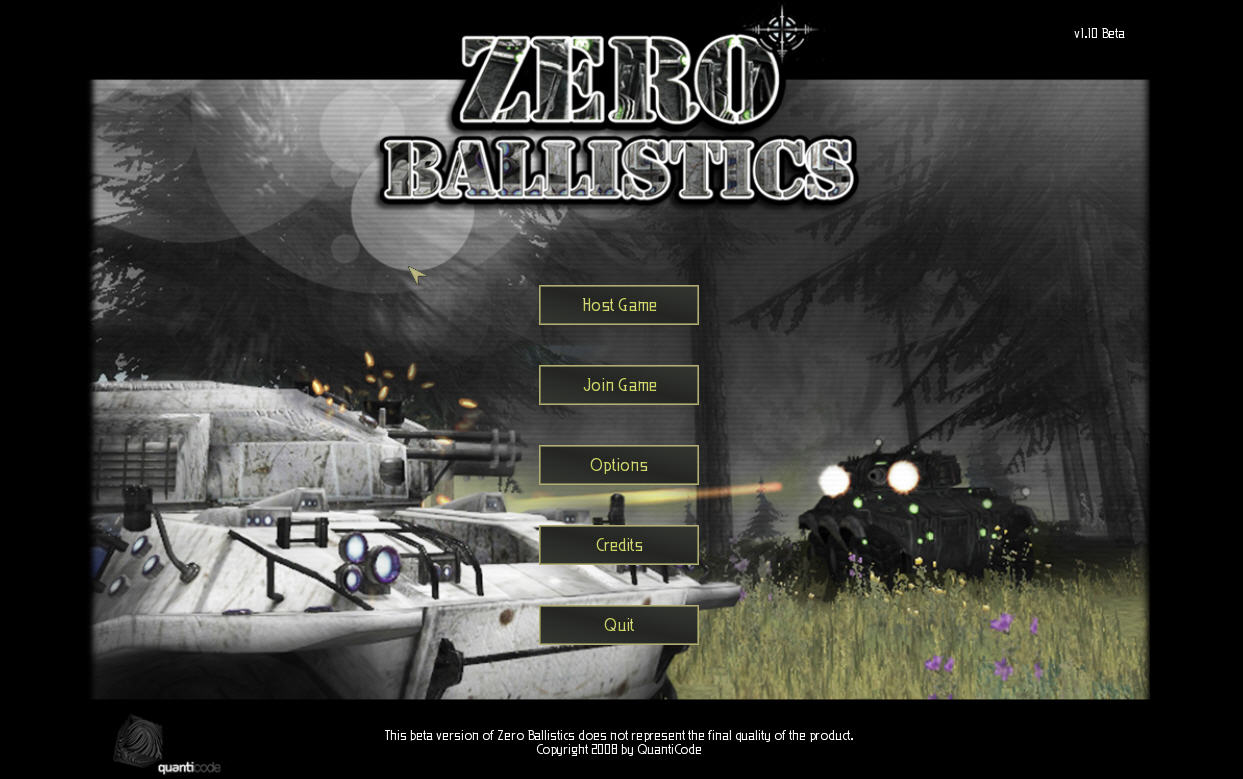 v1.10 Beta
ZERO
BALLISTICS
Host Game
Join Game
Options
Credits
Quit
This beta version of Zero Ballistics does not represent the final quality of the product.
Copyright 2008 by QuantiCode
quanticode